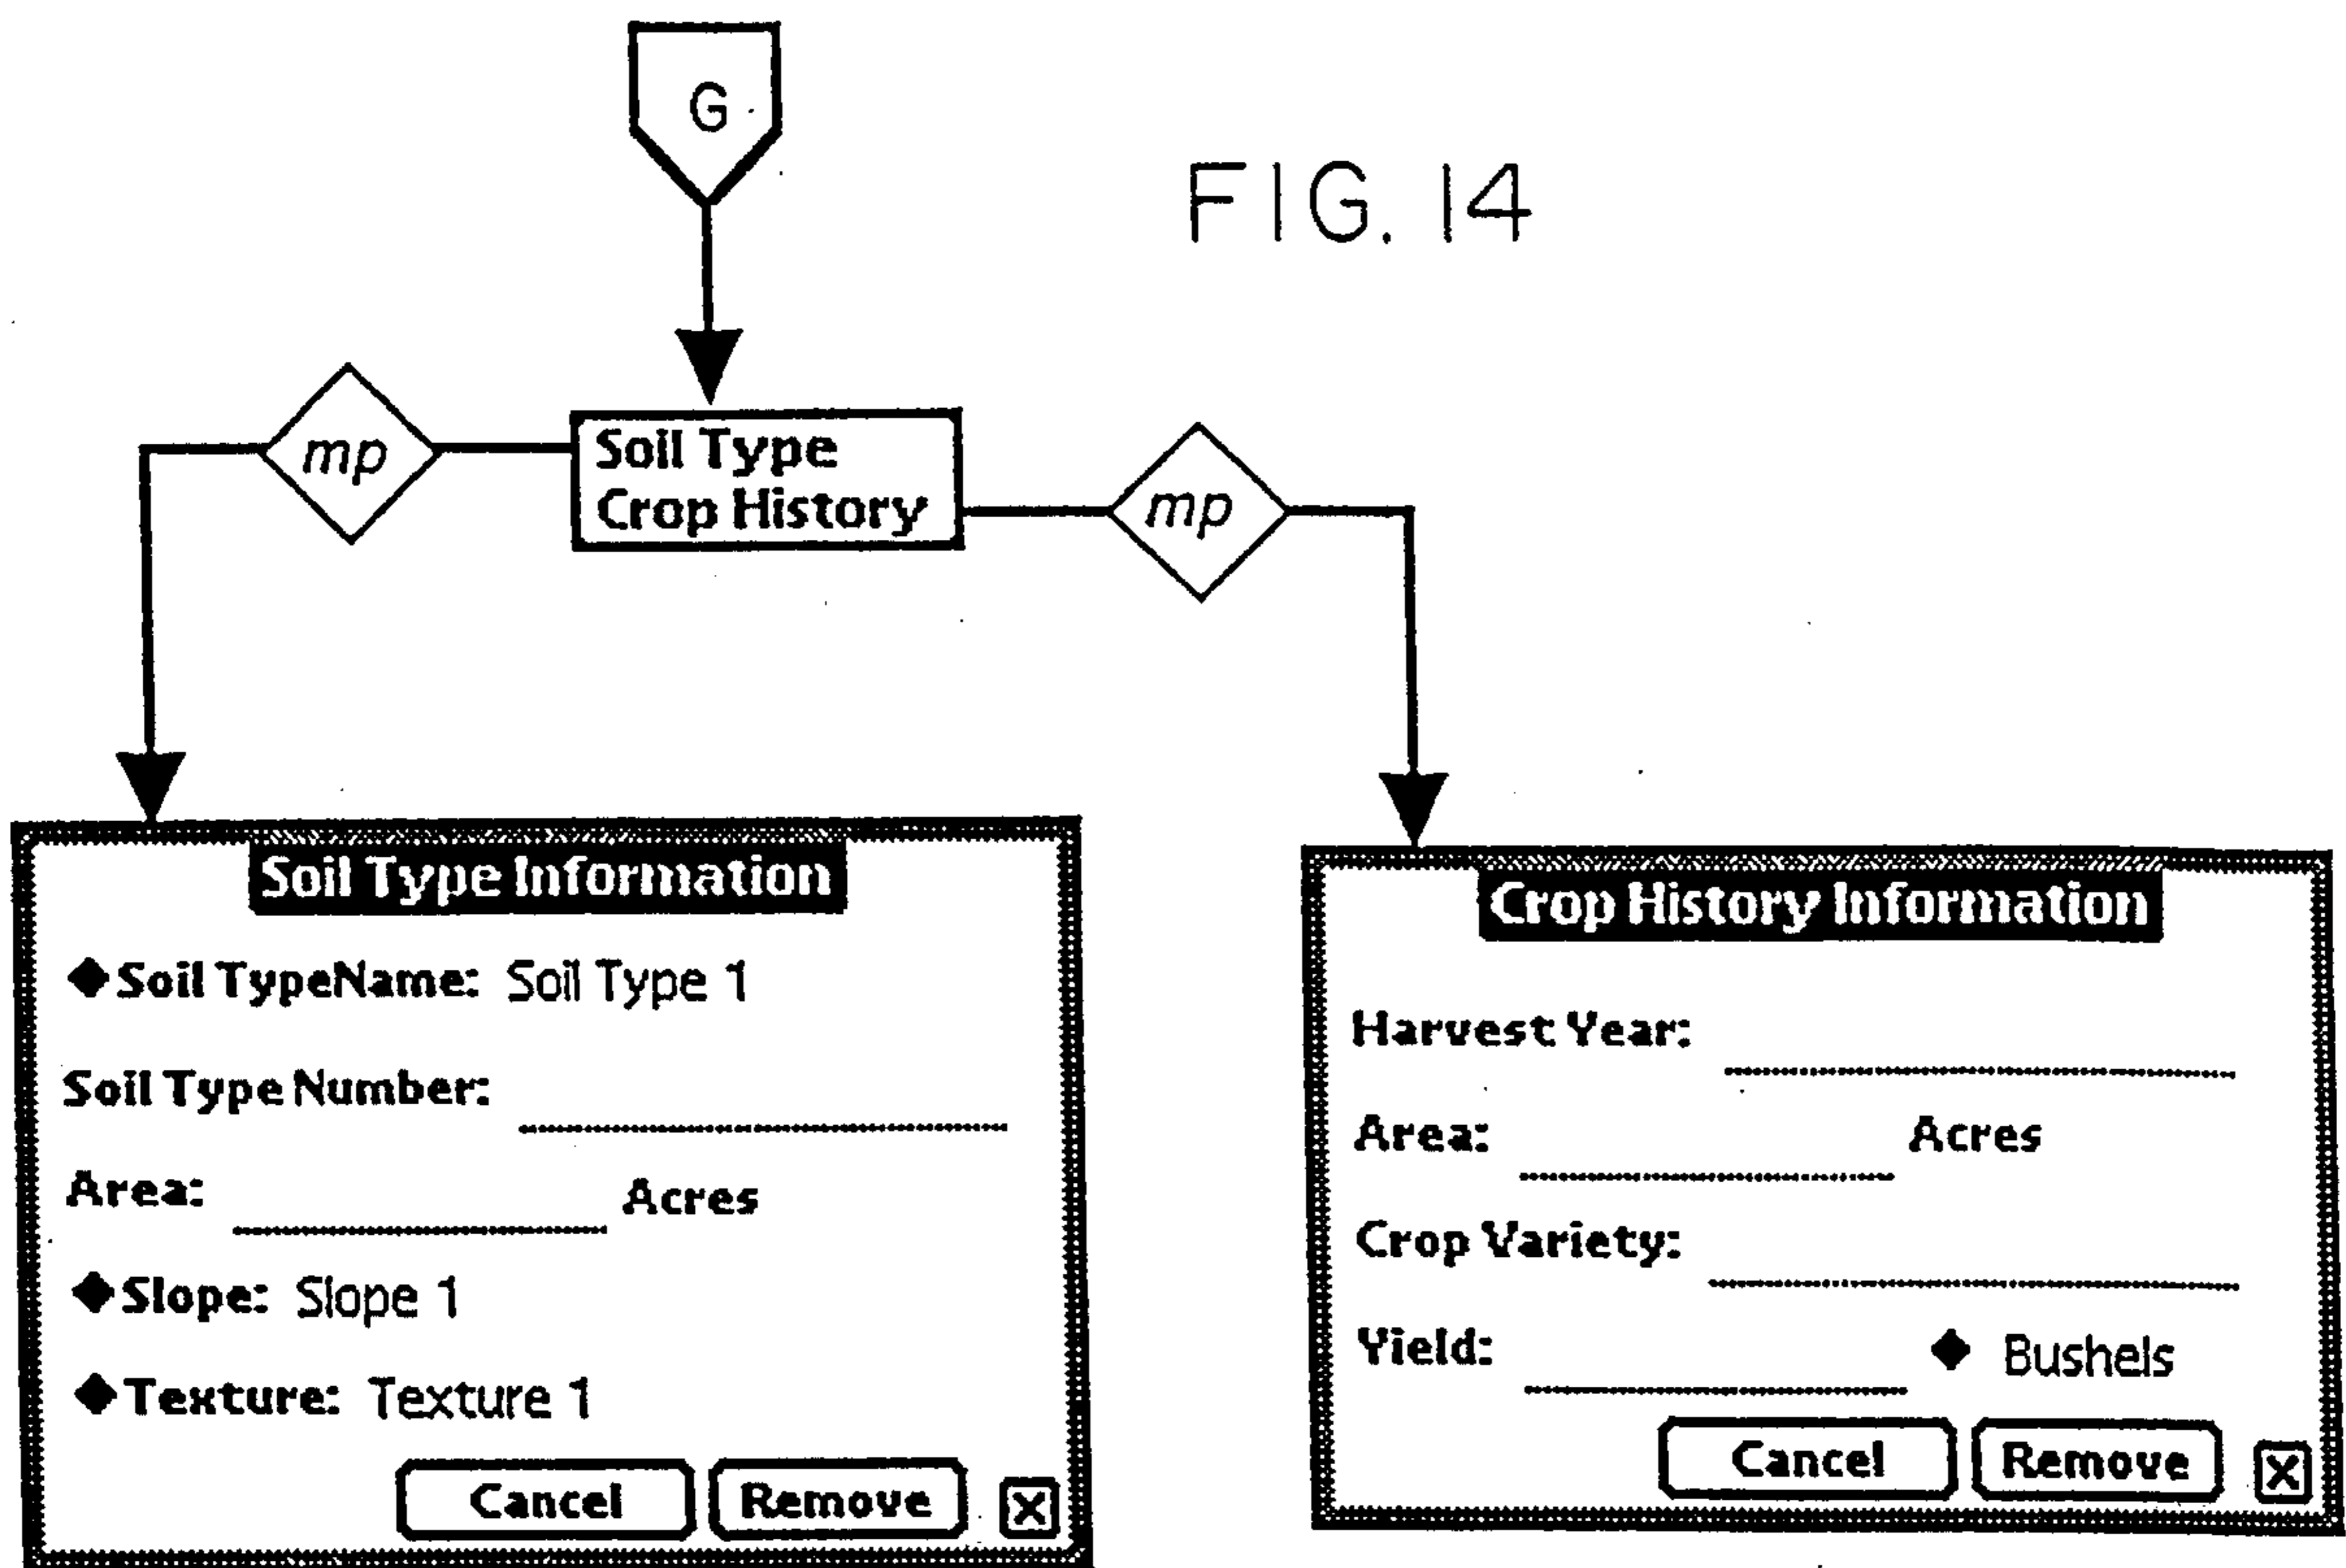 G
FIG. 14
mp
Soil Type
Crop History
mp
Soil Type Information
◆Soil TypeName: Soil Type 1
Soil Type Number:
Area: Acres
◆Slope: Slope 1
◆Texture: Texture 1
Cancel Remove X
Crop History Information
Harvest Year:
Area: Acres
Crop Variety:
Yield: ◆ Bushels
Cancel Remove X